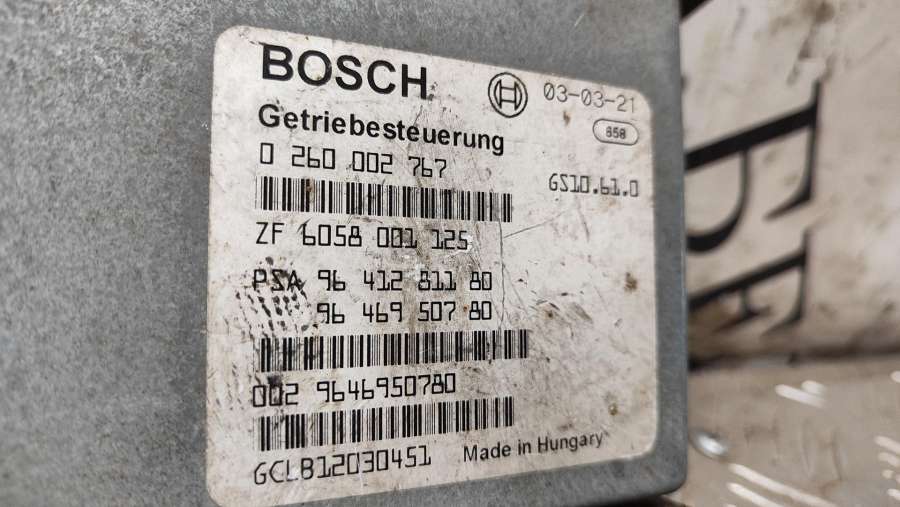 BOSCH
03-03-21
858
Getriebesteuerung
0 260 002 767
GS10.61.0
ZF 6058 001 125
PSA 96 412 811 80
96 469 507 80
002 9646950780
GCLB12030451
Made in Hungary